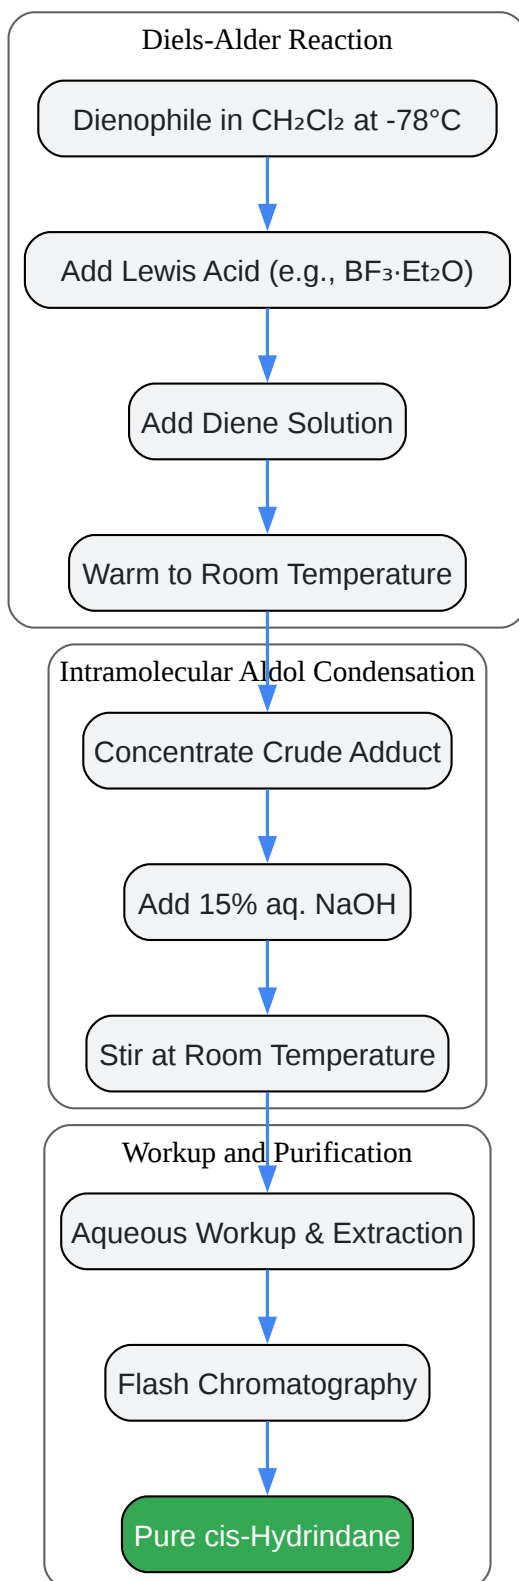 Diels-Alder Reaction
Dienophile in CH₂Cl₂ at -78°C
Add Lewis Acid (e.g., BF₃·Et₂O)
Add Diene Solution
Warm to Room Temperature
Intramolecular Aldol Condensation
Concentrate Crude Adduct
Add 15% aq. NaOH
Stir at Room Temperature
Workup and Purification
Aqueous Workup & Extraction
Flash Chromatography
Pure cis-Hydrindane